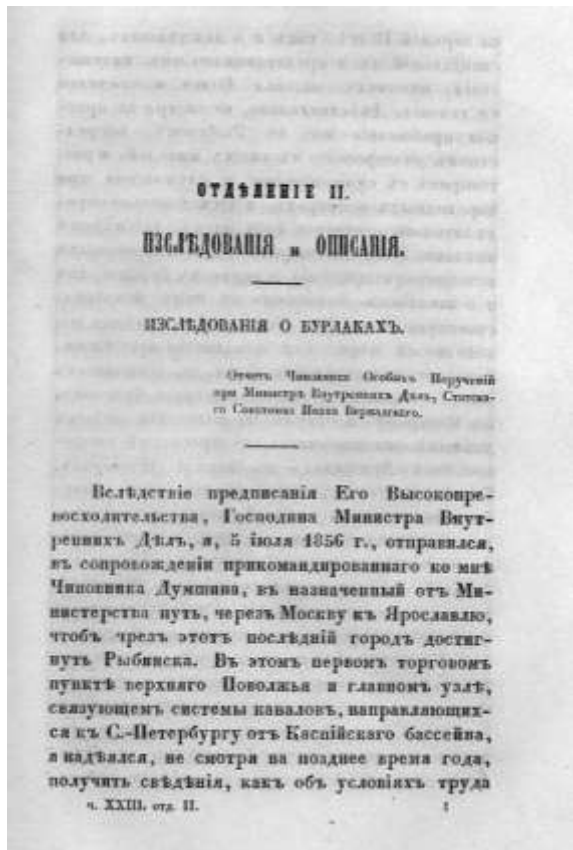 ОТДѢЛЕНІЕ II.
ИЗСЛѢДОВАНІЯ и ОПИСАНІЯ.
ИЗСЛѢДОВАНІЯ О БУРЛАКАХЪ.
Отчетъ Чиновника Особыхъ Порученій
при Министрѣ Внутреннихъ Дѣлъ, Статска-
го Совѣтника Ивана
Вслѣдствіе предписанія Его Высокопре-
восходительства, Господина Министра Внут-
реннихъ Дѣлъ, я, 5 іюля 1856 г., отправился,
въ сопровожденіи прикомандированнаго ко мнѣ
Чиновника Думшина, въ назначенный отъ Ми-
нистерства путь, черезъ Москву къ Ярославлю,
чтобъ чрезъ этотъ послѣдній городъ достиг-
нуть Рыбинска. Въ этомъ первомъ торговомъ
пунктѣ верхняго Поволжья и главномъ узлѣ,
связующемъ системы каналовъ, направляющих-
ся къ С.-Петербургу отъ Каспійскаго бассейна,
я надѣялся, не смотря на позднее время года,
получить свѣдѣнія, какъ объ условіяхъ труда
ч. XXIII. отд. II. 1